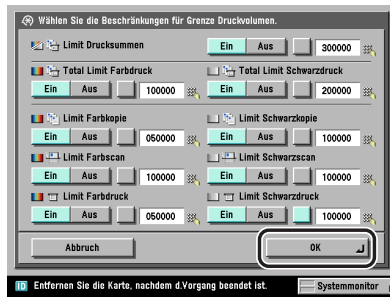 Wählen Sie die Beschränkungen für Grenze Druckvolumen.
Limit Drucksummen Ein Aus 300000
Total Limit Farbdruck Total Limit Schwarzdruck
Ein Aus 100000 Ein Aus 200000
Limit Farbkopie Limit Schwarzkopie
Ein Aus 050000 Ein Aus 100000
Limit Farbscan Limit Schwarzscan
Ein Aus 100000 Ein Aus 100000
Limit Farbdruck Limit Schwarzdruck
Ein Aus 050000 Ein Aus 100000
Abbruch OK
ID Entfernen Sie die Karte, nachdem d.Vorgang beendet ist. Systemmonitor